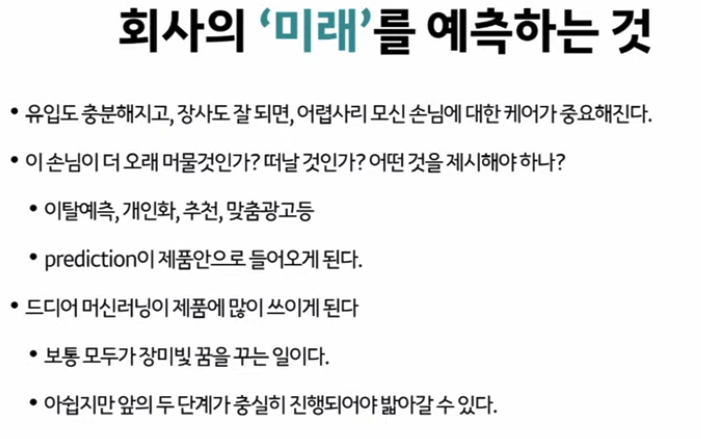 회사의 ‘미래’를 예측하는 것
• 유입도 충분해지고, 장사도 잘 되면, 어렵사리 모신 손님에 대한 케어가 중요해진다.
• 이 손님이 더 오래 머물것인가? 떠날 것인가? 어떤 것을 제시해야 하나?
• 이탈예측, 개인화, 추천, 맞춤광고등
• prediction이 제품안으로 들어오게 된다.
• 드디어 머신러닝이 제품에 많이 쓰이게 된다
• 보통 모두가 장미빛 꿈을 꾸는 일이다.
• 아쉽지만 앞의 두 단계가 충실히 진행되어야 밟아갈 수 있다.